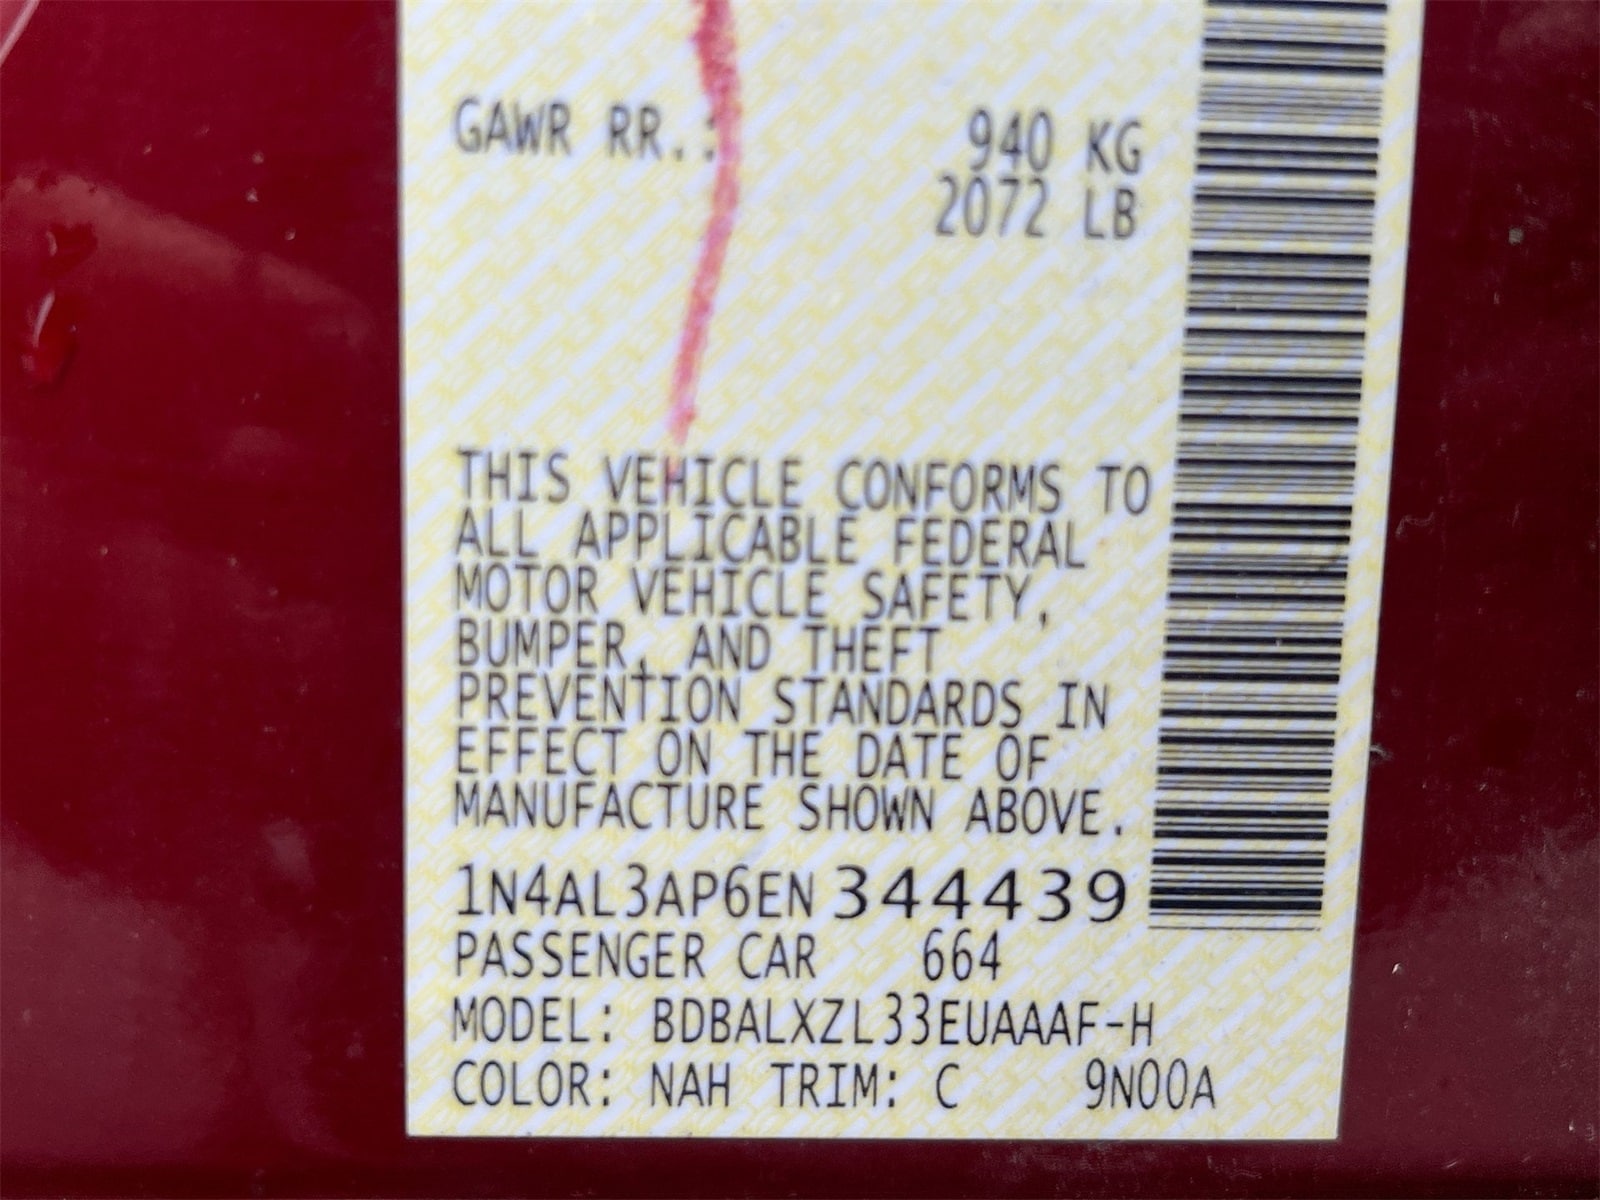 GAWR RR.: 940 KG
2072 LB
THIS VEHICLE CONFORMS TO
ALL APPLICABLE FEDERAL
MOTOR VEHICLE SAFETY,
BUMPER, AND THEFT
PREVENTION STANDARDS IN
EFFECT ON THE DATE OF
MANUFACTURE SHOWN ABOVE.
1N4AL3AP6EN344439
PASSENGER CAR 664
MODEL: BDBALXZL33EUAAAF-H
COLOR: NAH TRIM: C 9N00A